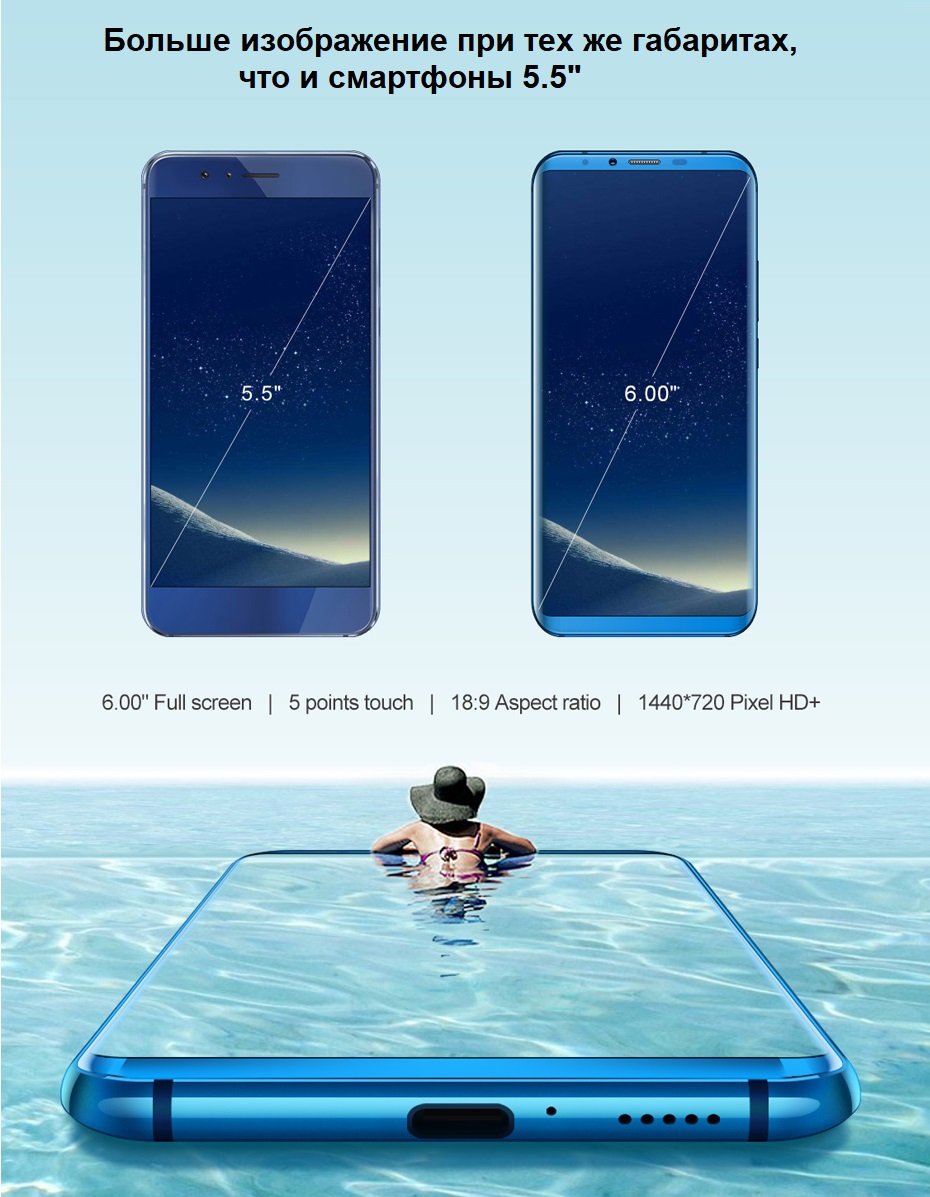 Больше изображение при тех же габаритах,
что и смартфоны 5.5"
5.5"
6.00"
6.00" Full screen | 5 points touch | 18:9 Aspect ratio | 1440*720 Pixel HD+